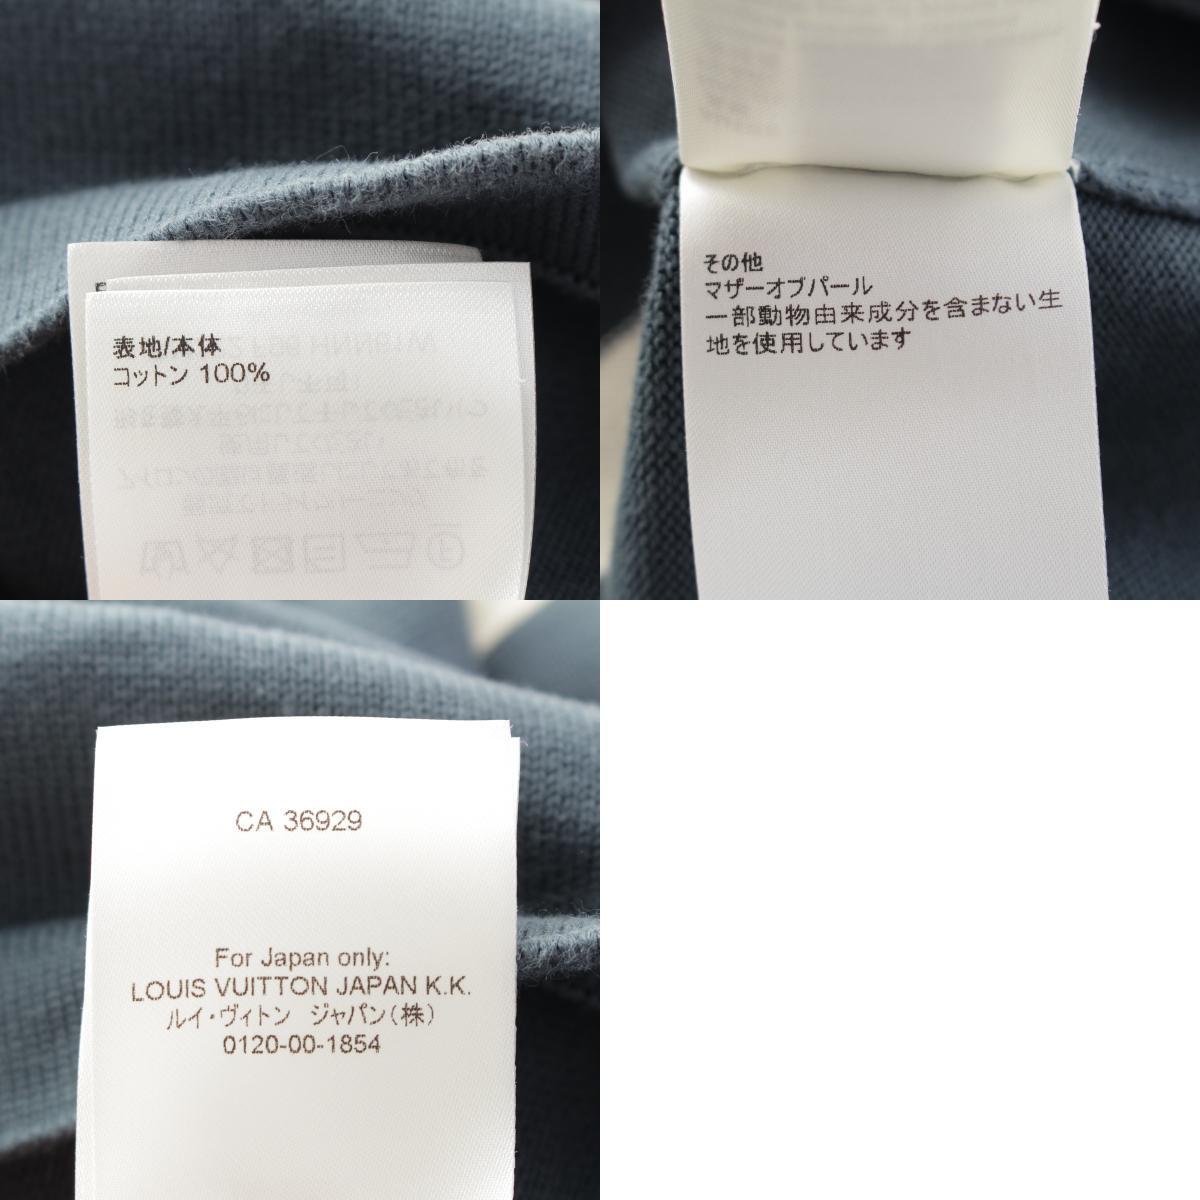 表地/本体
コットン 100%
その他
マザーオブパール
一部動物由来成分を含まない生
地を使用しています
CA 36929
For Japan only:
LOUIS VUITTON JAPAN K.K.
ルイ・ヴィトン ジャパン(株)
0120-00-1854